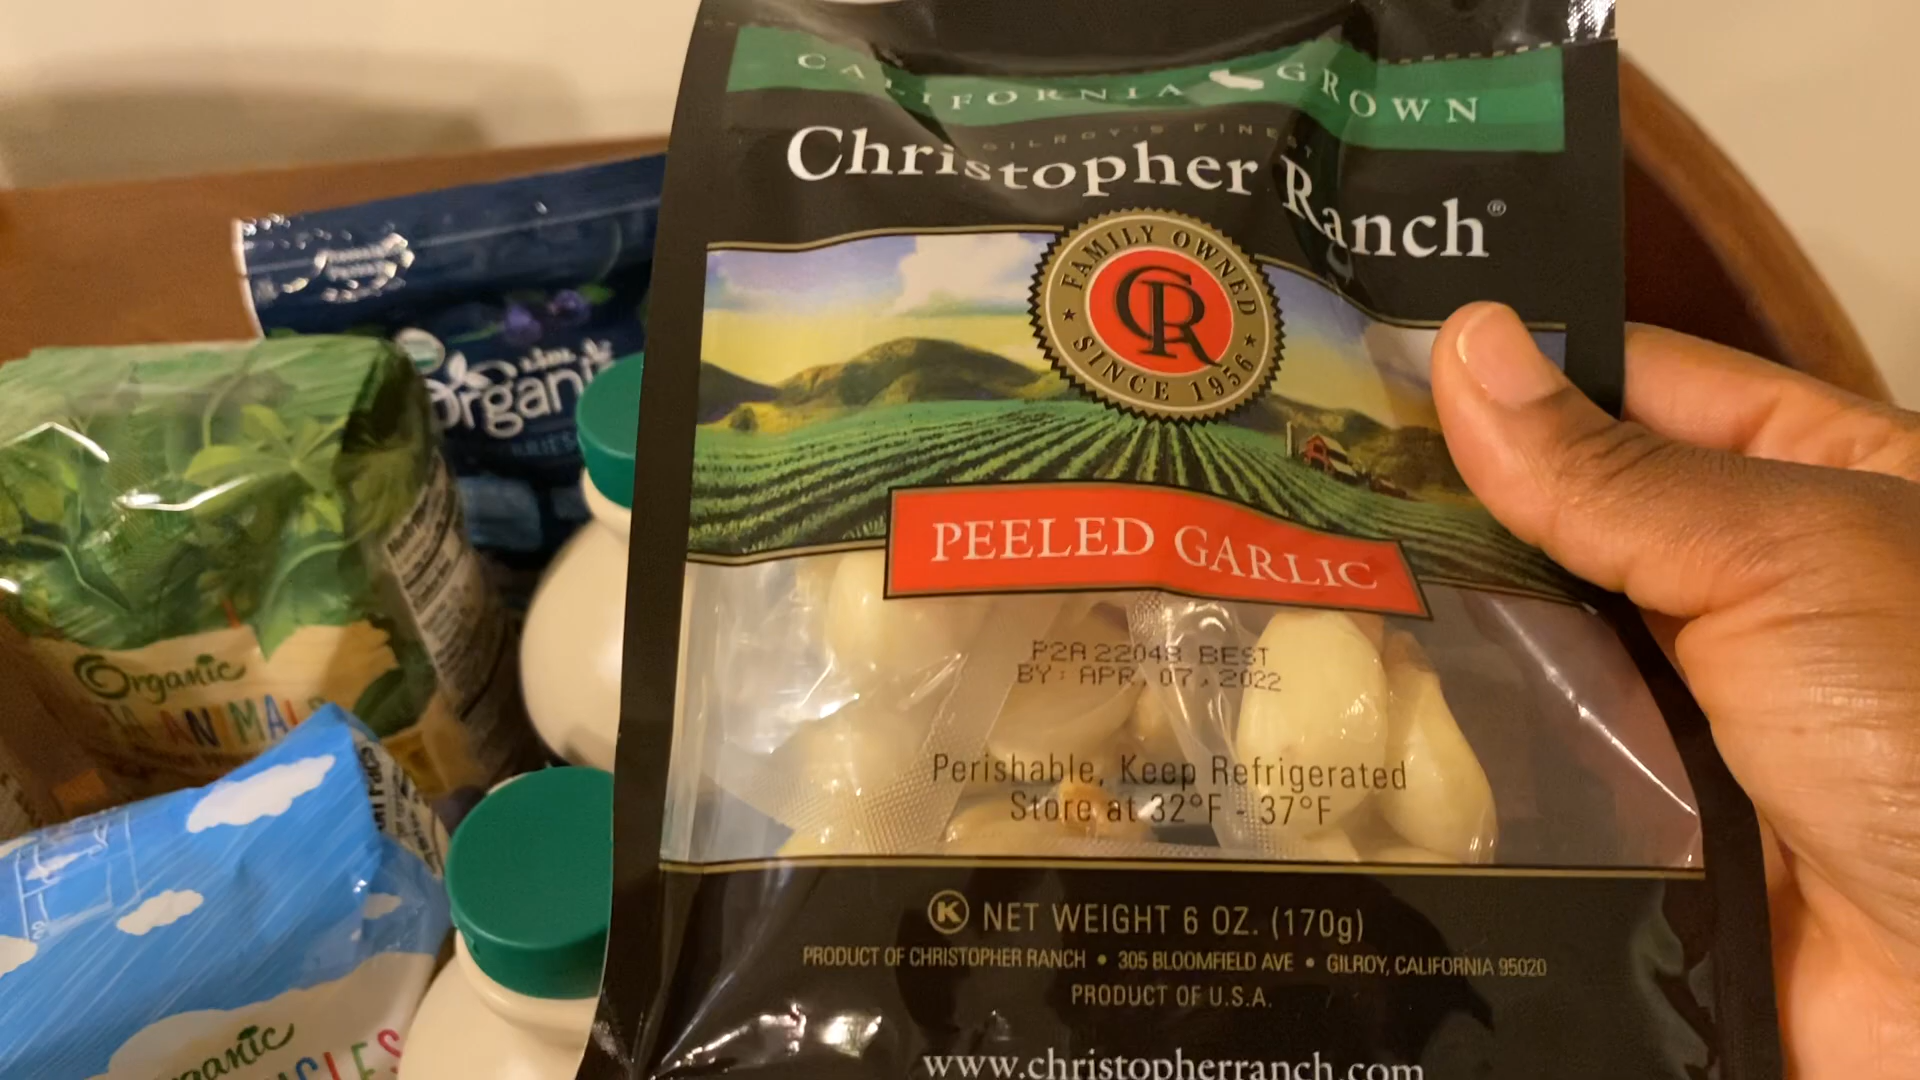 CALIFORNIA GROWN
GILROY'S FINEST
Christopher Ranch®
FAMILY OWNED
CR
SINCE 1956
PEELED GARLIC
P2A 22048 BEST
BY: APR, 07, 2022
Perishable, Keep Refrigerated
Store at 32°F - 37°F
K NET WEIGHT 6 OZ. (170g)
PRODUCT OF CHRISTOPHER RANCH • 305 BLOOMFIELD AVE • GILROY, CALIFORNIA 95020
PRODUCT OF U.S.A.
www.christopherranch.com
Organic
Organic
ANIMALS